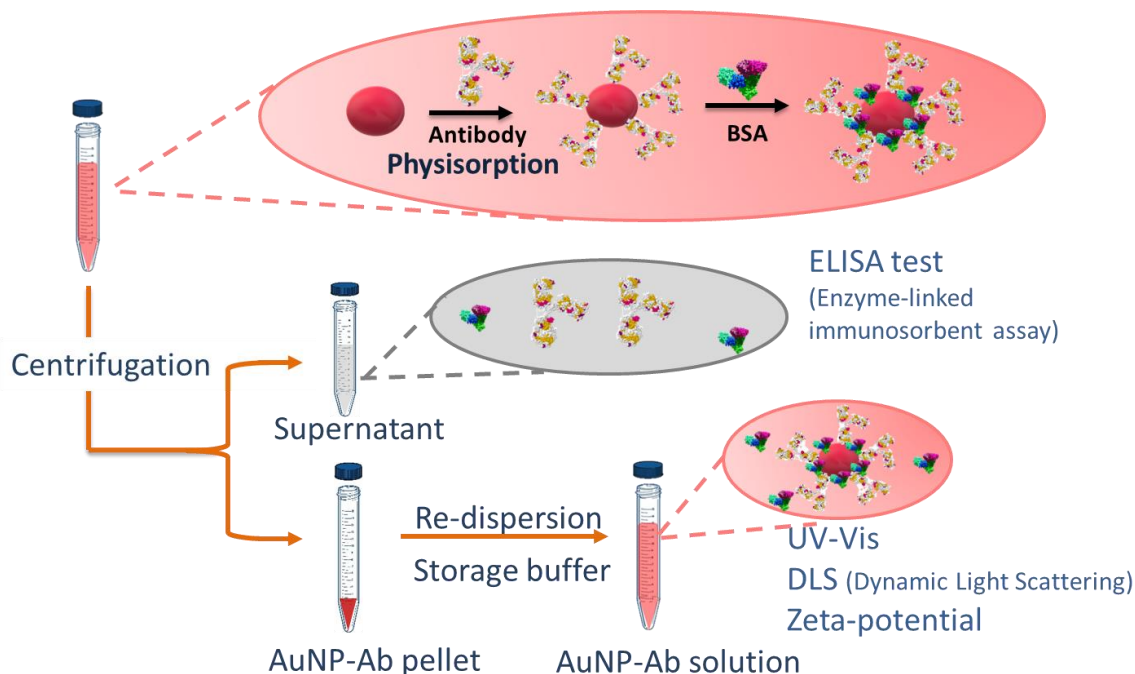 Antibody
Physisorption
BSA
ELISA test
(Enzyme-linked
immunosorbent assay)
Centrifugation
Supernatant
Re-dispersion
Storage buffer
UV-Vis
DLS (Dynamic Light Scattering)
Zeta-potential
AuNP-Ab pellet
AuNP-Ab solution